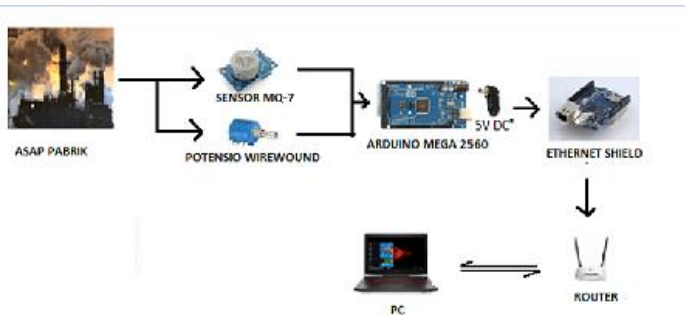 ASAP PABRIK
SENSOR MQ-7
POTENSIO WIREWOUND
5V DC*
ARDUINO MEGA 2560
ETHERNET SHIELD
PC
ROUTER